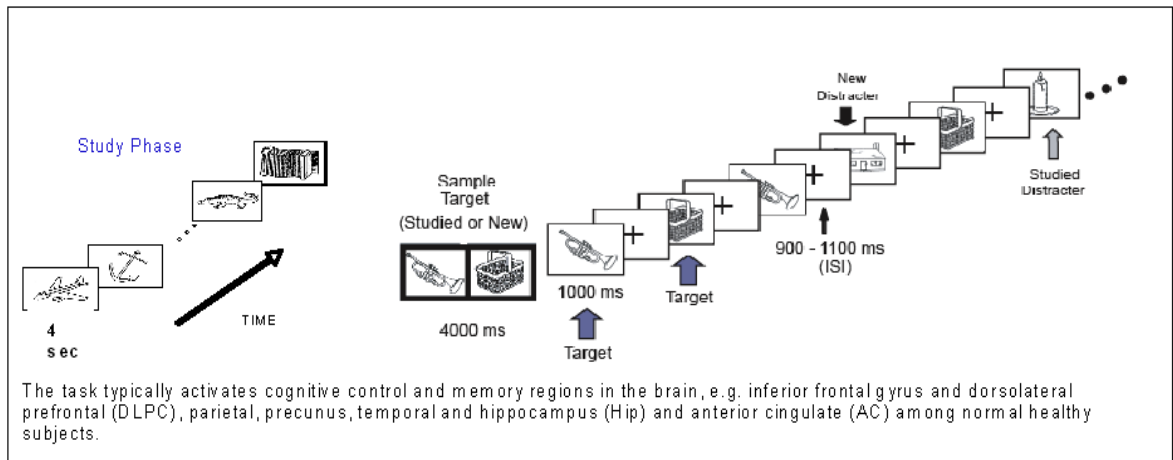 Study Phase
4
sec
TIME
Sample
Target
(Studied or New)
4000 ms
1000 ms
Target
Target
900 - 1100 ms
(ISI)
New
Distracter
Studied
Distracter
The task typically activates cognitive control and memory regions in the brain, e.g. inferior frontal gyrus and dorsolateral
prefrontal (DLPC), parietal, precunus, temporal and hippocampus (Hip) and anterior cingulate (AC) among normal healthy
subjects.